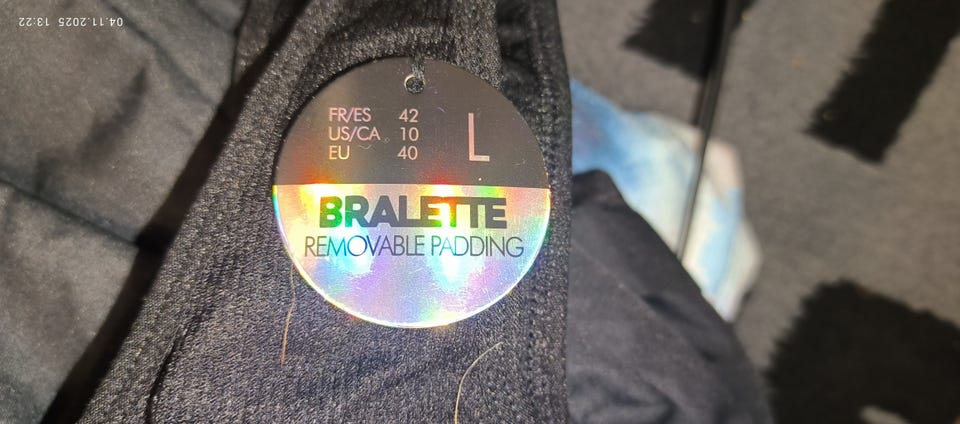 04.11.2025 13:22
FR/ES 42
US/CA 10
EU 40
L
BRALETTE
REMOVABLE PADDING